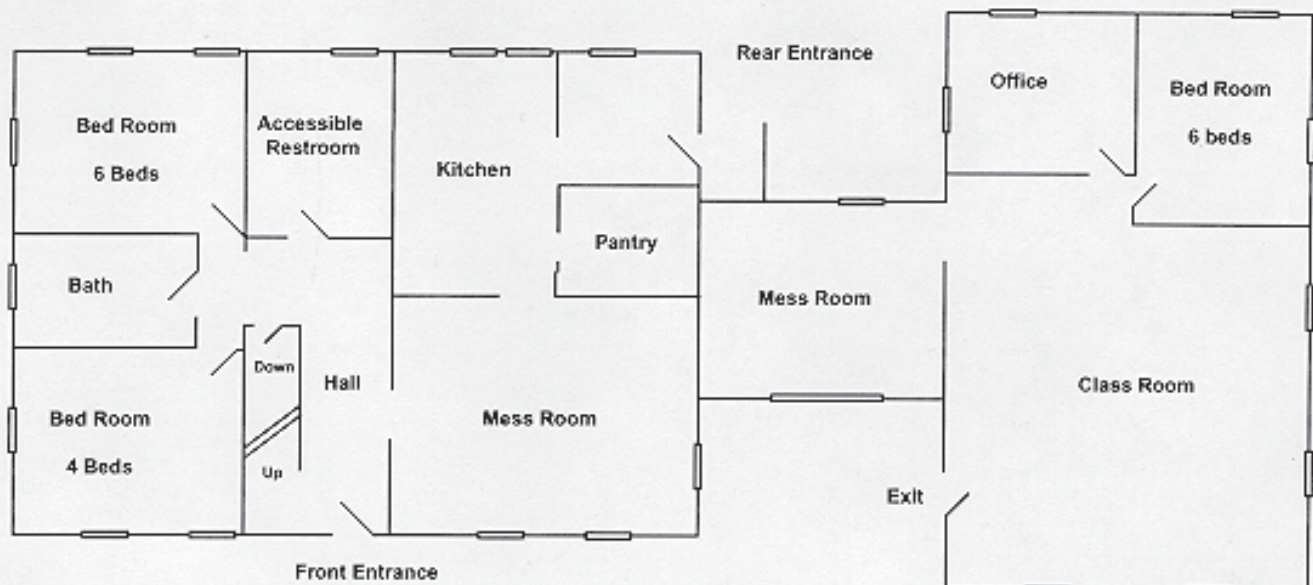 Rear Entrance
Office
Bed Room
6 beds
Bed Room
6 Beds
Accessible
Restroom
Kitchen
Pantry
Bath
Mess Room
Down
Hall
Class Room
Bed Room
4 Beds
Mess Room
Up
Exit
Front Entrance